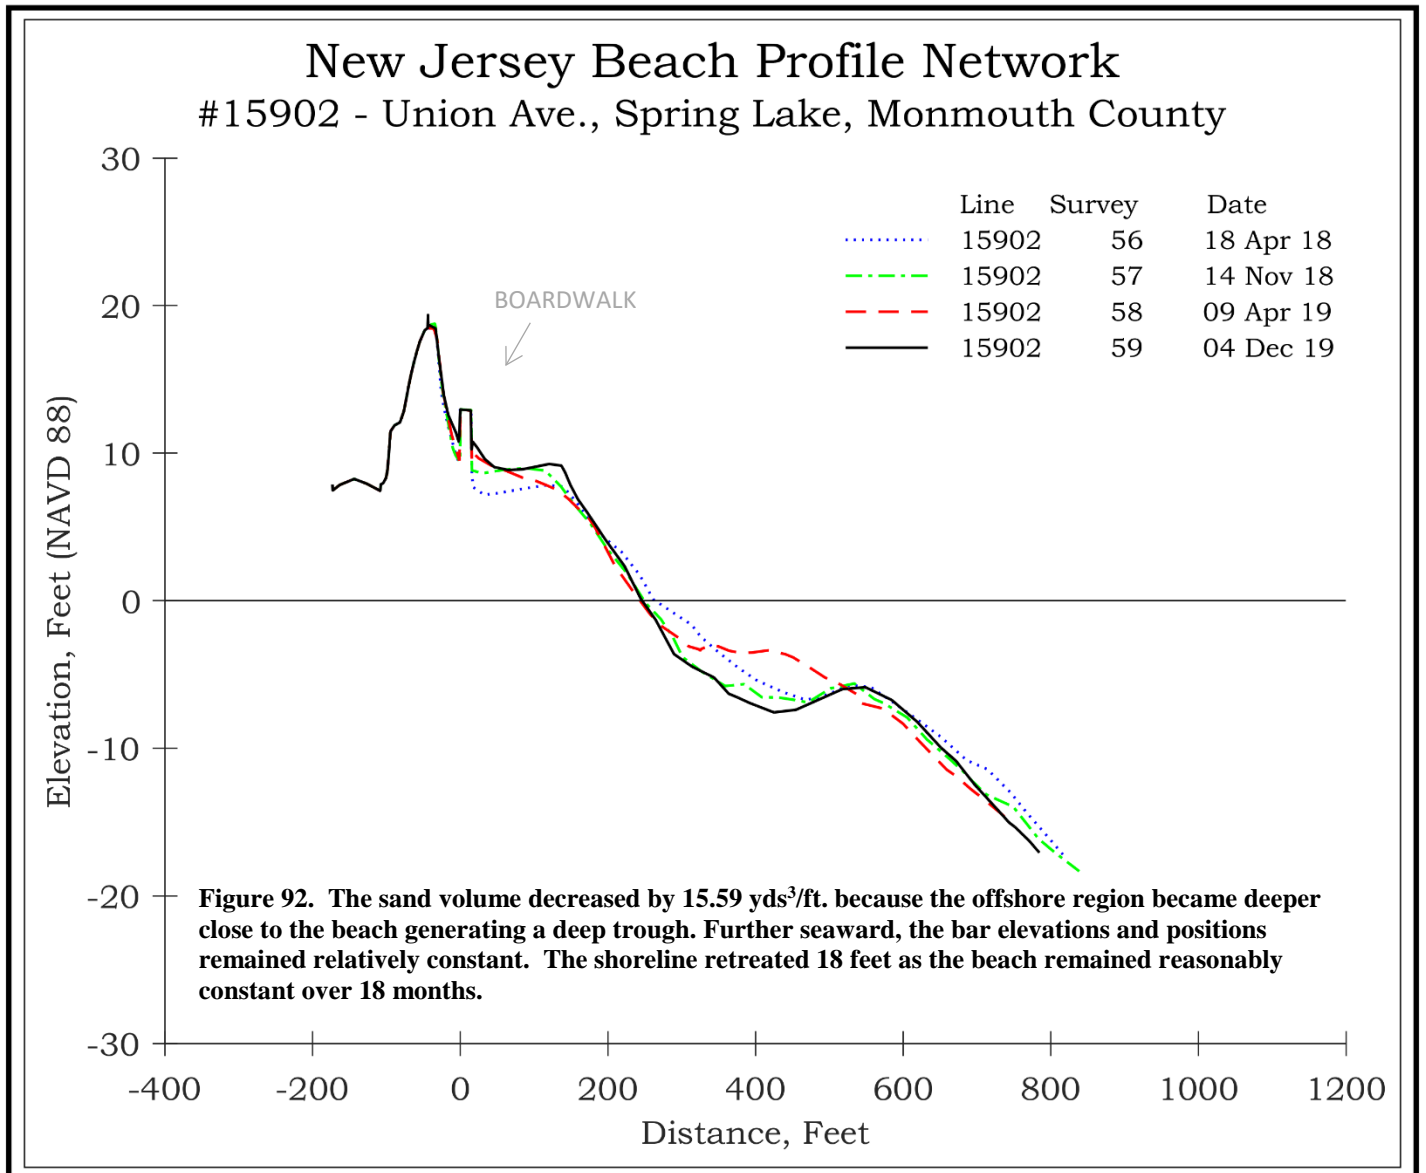 New Jersey Beach Profile Network
#15902 - Union Ave., Spring Lake, Monmouth County
Line Survey Date
15902 56 18 Apr 18
15902 57 14 Nov 18
15902 58 09 Apr 19
15902 59 04 Dec 19
BOARDWALK
Elevation, Feet (NAVD 88)
30
20
10
0
-10
-20
-30
Figure 92. The sand volume decreased by 15.59 yds³/ft. because the offshore region became deeper
close to the beach generating a deep trough. Further seaward, the bar elevations and positions
remained relatively constant. The shoreline retreated 18 feet as the beach remained reasonably
constant over 18 months.
-400 -200 0 200 400 600 800 1000 1200
Distance, Feet